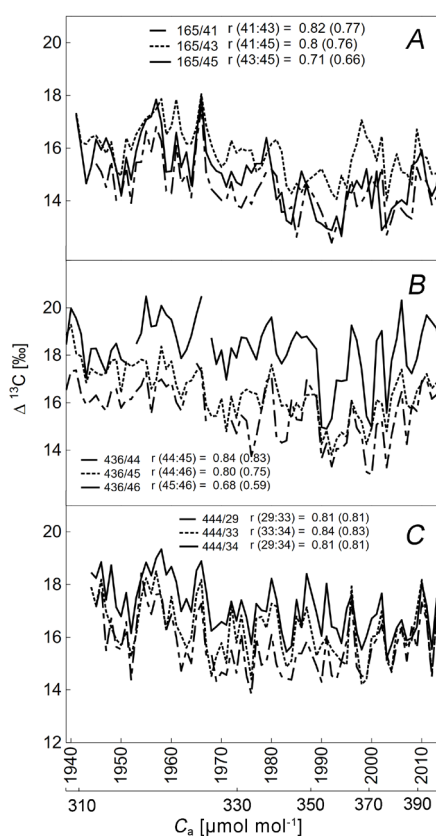 20
165/41 r (41:43) = 0.82 (0.77)
165/43 r (41:45) = 0.8 (0.76)
165/45 r (43:45) = 0.71 (0.66)
A
18
16
14
B
20
18
16
14
436/44 r (44:45) = 0.84 (0.83)
436/45 r (44:46) = 0.80 (0.75)
436/46 r (45:46) = 0.68 (0.59)
Δ ¹³C [‰]
444/29 r (29:33) = 0.81 (0.81)
444/33 r (33:34) = 0.84 (0.83)
444/34 r (29:34) = 0.81 (0.81)
C
20
18
16
14
12
1940 1950 1960 1970 1980 1990 2000 2010
310 330 350 370 390
Cₐ [µmol mol⁻¹]